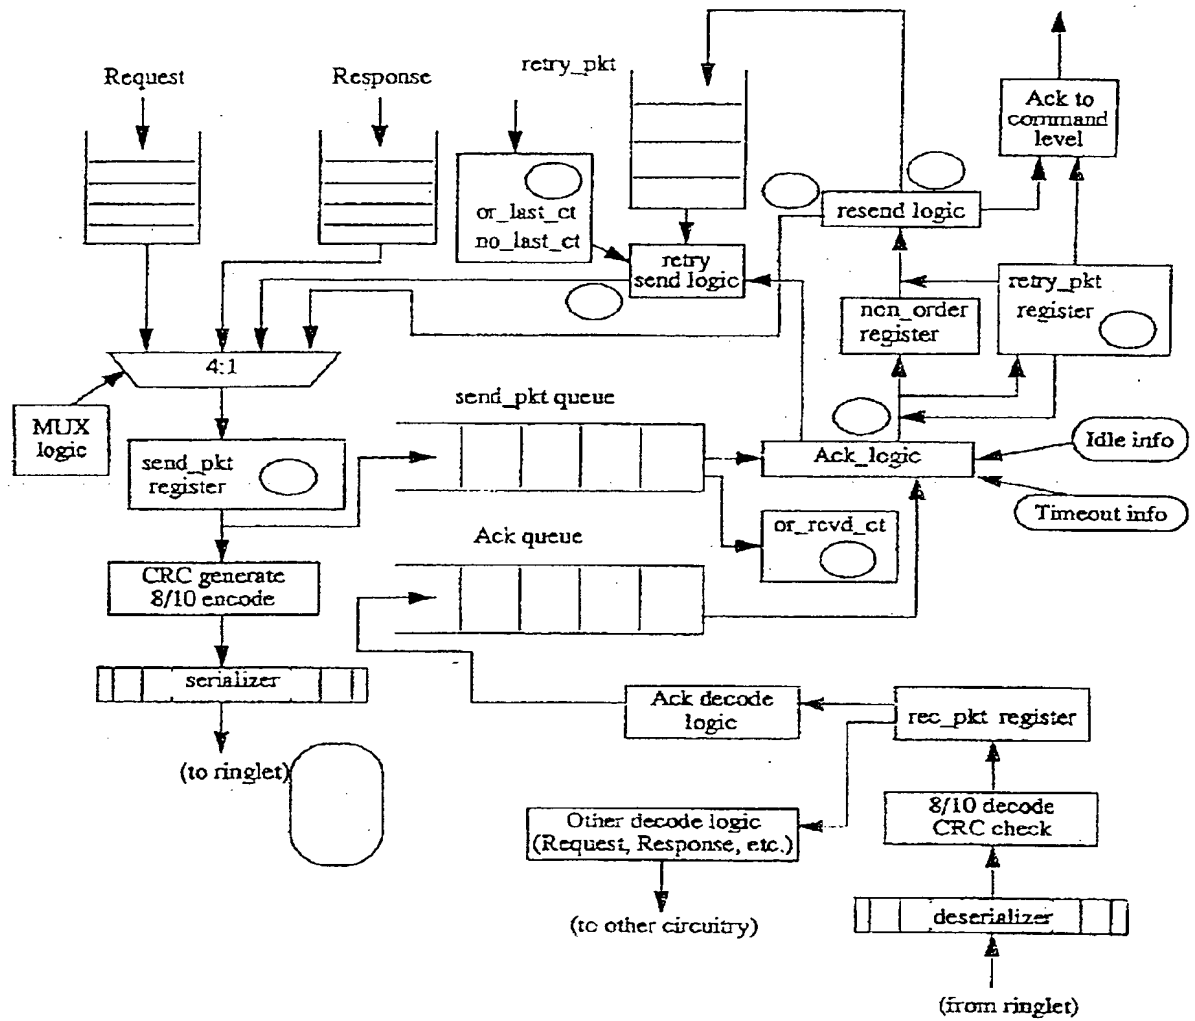 Request
Response
retry_pkt
or_last_ct
no_last_ct
retry
send logic
resend logic
Ack to
command
level
retry_pkt
register
non_order
register
4:1
MUX
logic
send_pkt
register
send_pkt queue
Ack_logic
Idle info
Timeout info
or_rcvd_ct
Ack queue
CRC generate
8/10 encode
serializer
(to ringlet)
Ack decode
logic
rec_pkt register
8/10 decode
CRC check
Other decode logic
(Request, Response, etc.)
(to other circuitry)
deserializer
(from ringlet)